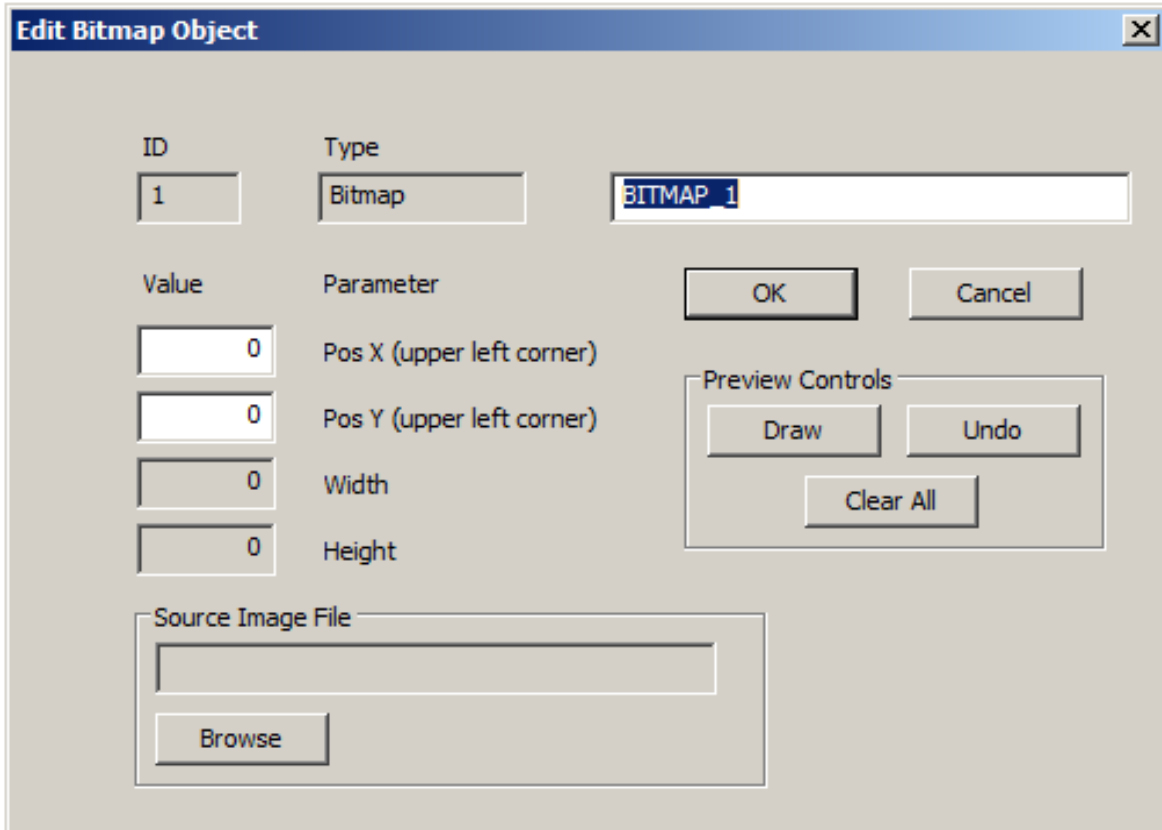 Edit Bitmap Object
ID Type
1 Bitmap BITMAP_1
Value Parameter OK Cancel
0 Pos X (upper left corner)
Preview Controls
0 Pos Y (upper left corner) Draw Undo
0 Width Clear All
0 Height
Source Image File
Browse